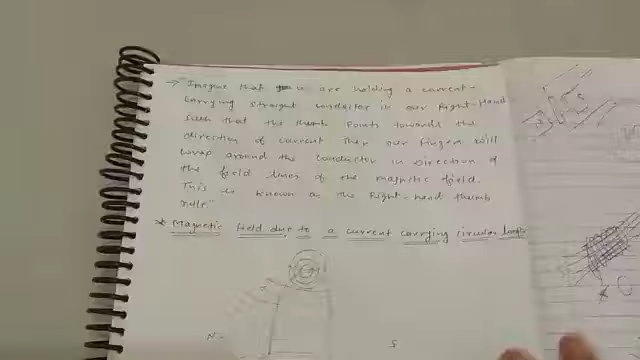 → "Imagine that you are holding a current-
carrying straight conductor in our Right-Hand
such that the thumb points towards the
direction of current then our fingers will
wrap around the conductor in direction of
the field lines of the magnetic field.
This is known as the Right-hand thumb
rule."
* Magnetic Field due to a current carrying circular loop
N
S